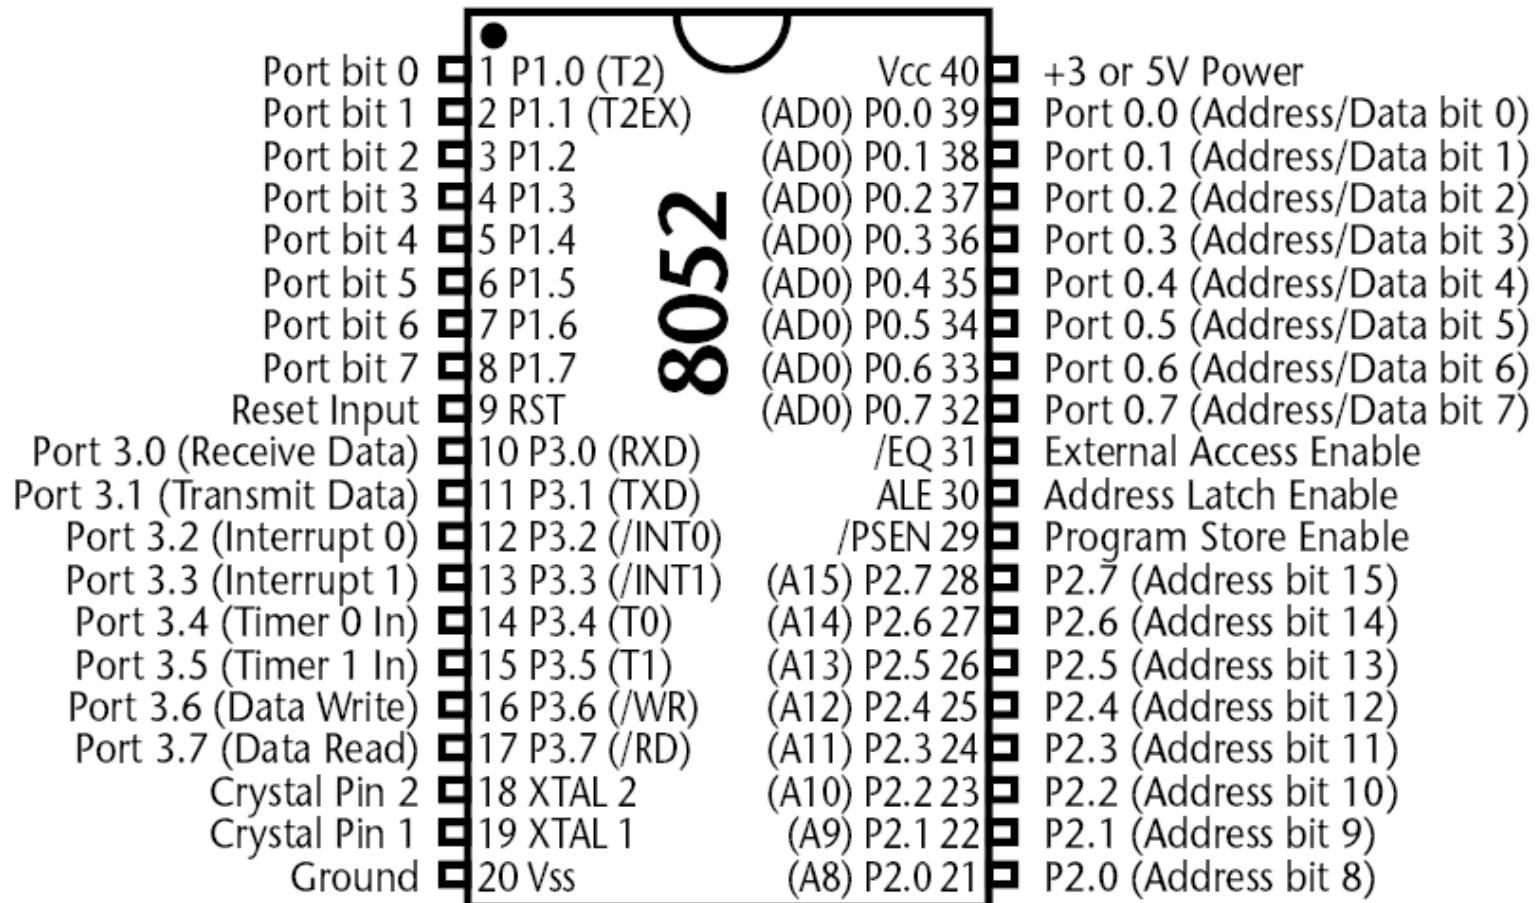 Port bit 0 1 P1.0 (T2) Vcc 40 +3 or 5V Power
Port bit 1 2 P1.1 (T2EX) (AD0) P0.0 39 Port 0.0 (Address/Data bit 0)
Port bit 2 3 P1.2 (AD0) P0.1 38 Port 0.1 (Address/Data bit 1)
Port bit 3 4 P1.3 (AD0) P0.2 37 Port 0.2 (Address/Data bit 2)
Port bit 4 5 P1.4 (AD0) P0.3 36 Port 0.3 (Address/Data bit 3)
Port bit 5 6 P1.5 (AD0) P0.4 35 Port 0.4 (Address/Data bit 4)
Port bit 6 7 P1.6 (AD0) P0.5 34 Port 0.5 (Address/Data bit 5)
Port bit 7 8 P1.7 (AD0) P0.6 33 Port 0.6 (Address/Data bit 6)
Reset Input 9 RST (AD0) P0.7 32 Port 0.7 (Address/Data bit 7)
Port 3.0 (Receive Data) 10 P3.0 (RXD) /EQ 31 External Access Enable
Port 3.1 (Transmit Data) 11 P3.1 (TXD) ALE 30 Address Latch Enable
Port 3.2 (Interrupt 0) 12 P3.2 (/INT0) /PSEN 29 Program Store Enable
Port 3.3 (Interrupt 1) 13 P3.3 (/INT1) (A15) P2.7 28 P2.7 (Address bit 15)
Port 3.4 (Timer 0 In) 14 P3.4 (T0) (A14) P2.6 27 P2.6 (Address bit 14)
Port 3.5 (Timer 1 In) 15 P3.5 (T1) (A13) P2.5 26 P2.5 (Address bit 13)
Port 3.6 (Data Write) 16 P3.6 (/WR) (A12) P2.4 25 P2.4 (Address bit 12)
Port 3.7 (Data Read) 17 P3.7 (/RD) (A11) P2.3 24 P2.3 (Address bit 11)
Crystal Pin 2 18 XTAL 2 (A10) P2.2 23 P2.2 (Address bit 10)
Crystal Pin 1 19 XTAL 1 (A9) P2.1 22 P2.1 (Address bit 9)
Ground 20 Vss (A8) P2.0 21 P2.0 (Address bit 8)
8052